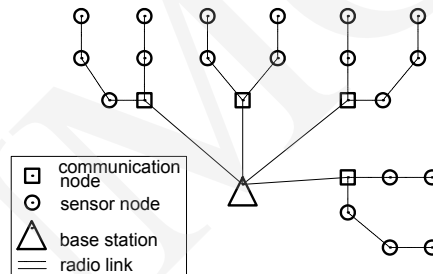 communication
node
sensor node
base station
radio link